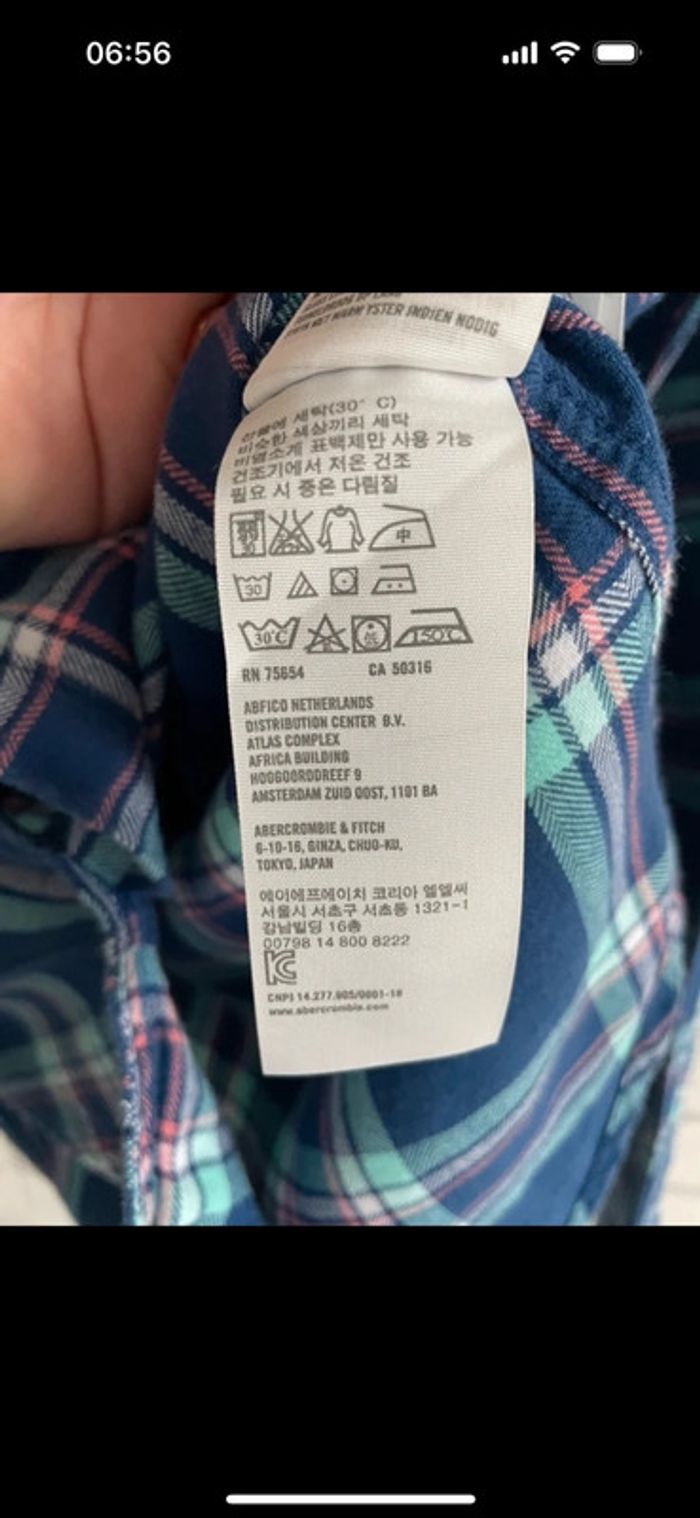 06:56
MET WARM YSTER INDIEN NODIG
찬물에 세탁(30° C)
비슷한 색상끼리 세탁
비염소계 표백제만 사용 가능
건조기에서 저온 건조
필요 시 중온 다림질
30 中
30
30°C 低 150°C
RN 75654 CA 50316
ABFICO NETHERLANDS
DISTRIBUTION CENTER B.V.
ATLAS COMPLEX
AFRICA BUILDING
HOOGOORDDREEF 9
AMSTERDAM ZUID OOST, 1101 BA
ABERCROMBIE & FITCH
6-10-16, GINZA, CHUO-KU,
TOKYO, JAPAN
에이에프에이치 코리아 엘엘씨
서울시 서초구 서초동 1321-1
강남빌딩 16층
00798 14 800 8222
KC
CNPJ 14.277.905/0001-18
www.abercrombie.com